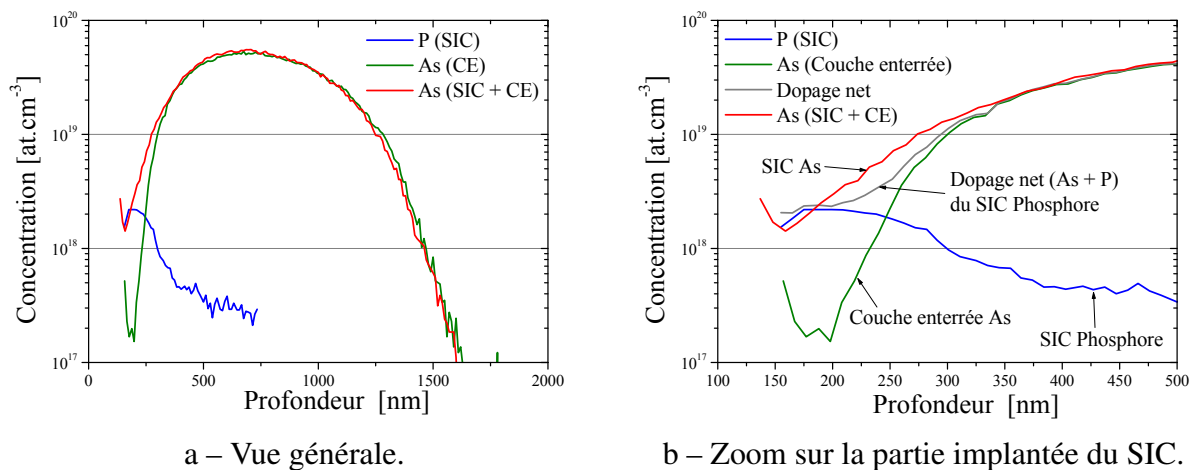 10^20
10^19
10^18
10^17
Concentration [at.cm^-3]
P (SIC)
As (CE)
As (SIC + CE)
0 500 1000 1500 2000
Profondeur [nm]
a – Vue générale.
10^20
10^19
10^18
10^17
Concentration [at.cm^-3]
P (SIC)
As (Couche enterrée)
Dopage net
As (SIC + CE)
SIC As
Dopage net (As + P)
du SIC Phosphore
Couche enterrée As
SIC Phosphore
100 150 200 250 300 350 400 450 500
Profondeur [nm]
b – Zoom sur la partie implantée du SIC.